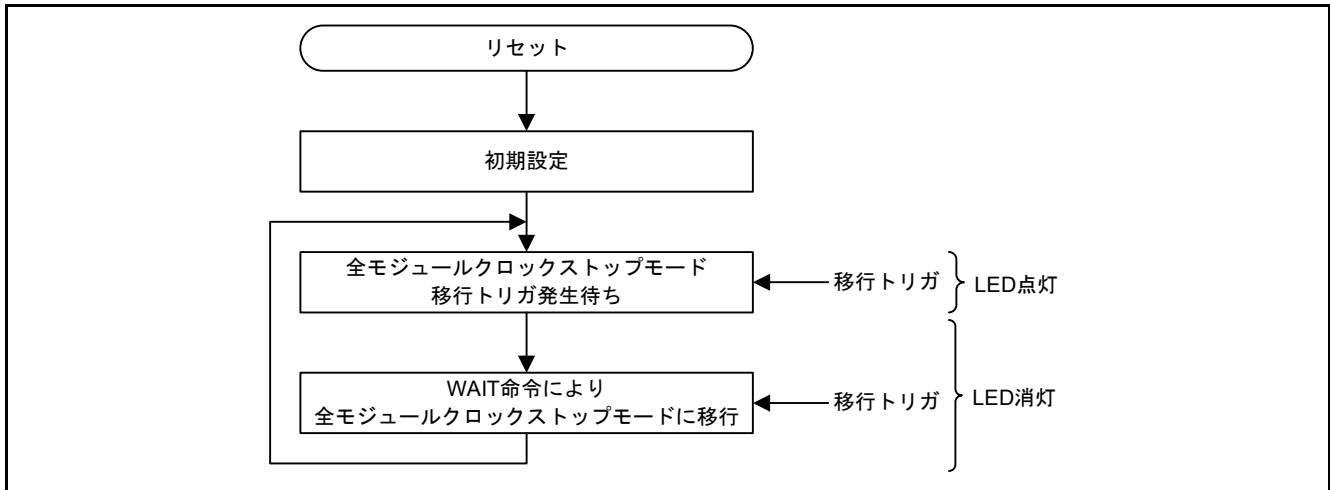 リセット
初期設定
全モジュールクロックストップモード
移行トリガ発生待ち
移行トリガ
LED点灯
WAIT命令により
全モジュールクロックストップモードに移行
移行トリガ
LED消灯